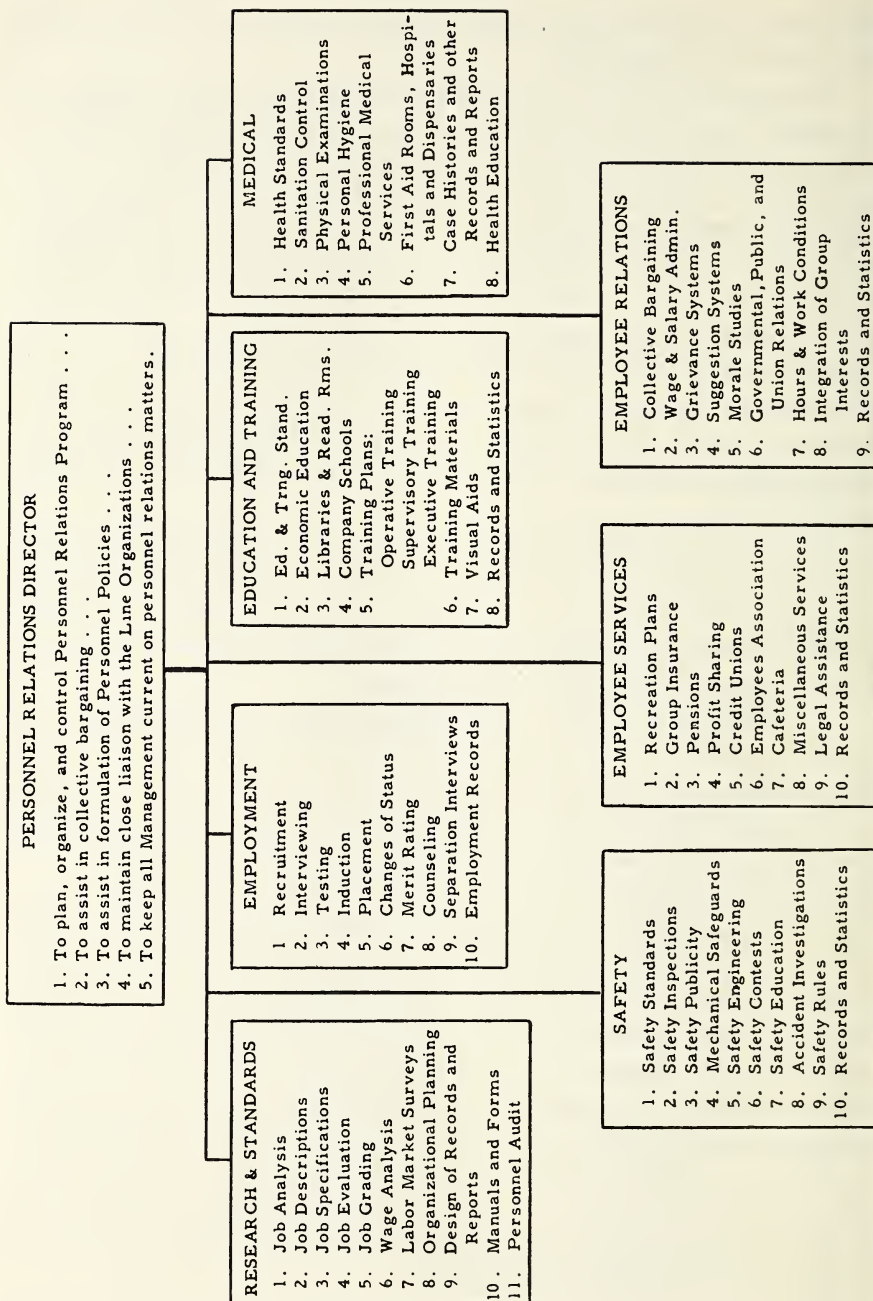 PERSONNEL RELATIONS DIRECTOR
1. To plan, organize, and control Personnel Relations Program . . .
2. To assist in collective bargaining . . .
3. To assist in formulation of Personnel Policies . . .
4. To maintain close liaison with the Line Organizations . . .
5. To keep all Management current on personnel relations matters.
RESEARCH & STANDARDS
1. Job Analysis
2. Job Descriptions
3. Job Specifications
4. Job Evaluation
5. Job Grading
6. Wage Analysis
7. Labor Market Surveys
8. Organizational Planning
9. Design of Records and
Reports
10. Manuals and Forms
11. Personnel Audit
EMPLOYMENT
1 Recruitment
2. Interviewing
3. Testing
4. Induction
5. Placement
6. Changes of Status
7. Merit Rating
8. Counseling
9. Separation Interviews
10. Employment Records
EDUCATION AND TRAINING
1. Ed. & Trng. Stand.
2. Economic Education
3. Libraries & Read. Rms.
4. Company Schools
5. Training Plans:
Operative Training
Supervisory Training
Executive Training
6. Training Materials
7. Visual Aids
8. Records and Statistics
MEDICAL
1. Health Standards
2. Sanitation Control
3. Physical Examinations
4. Personal Hygiene
5. Professional Medical
Services
6. First Aid Rooms, Hospi-
tals and Dispensaries
7. Case Histories and other
Records and Reports
8. Health Education
SAFETY
1. Safety Standards
2. Safety Inspections
3. Safety Publicity
4. Mechanical Safeguards
5. Safety Engineering
6. Safety Contests
7. Safety Education
8. Accident Investigations
9. Safety Rules
10. Records and Statistics
EMPLOYEE SERVICES
1. Recreation Plans
2. Group Insurance
3. Pensions
4. Profit Sharing
5. Credit Unions
6. Employees Association
7. Cafeteria
8. Miscellaneous Services
9. Legal Assistance
10. Records and Statistics
EMPLOYEE RELATIONS
1. Collective Bargaining
2. Wage & Salary Admin.
3. Grievance Systems
4. Suggestion Systems
5. Morale Studies
6. Governmental, Public, and
Union Relations
7. Hours & Work Conditions
8. Integration of Group
Interests
9. Records and Statistics